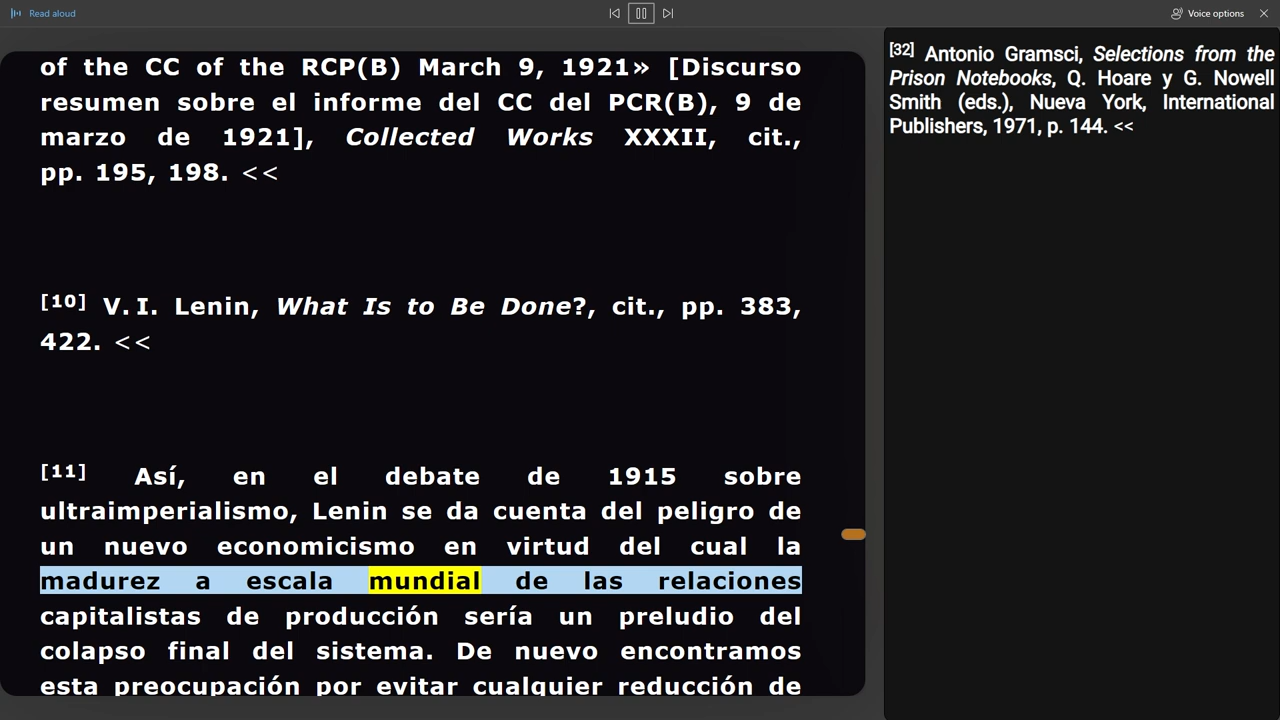 Read aloud
Voice options
of the CC of the RCP(B) March 9, 1921» [Discurso
resumen sobre el informe del CC del PCR(B), 9 de
marzo de 1921], Collected Works XXXII, cit.,
pp. 195, 198. <<
[10] V. I. Lenin, What Is to Be Done?, cit., pp. 383,
422. <<
[11] Así, en el debate de 1915 sobre
ultraimperialismo, Lenin se da cuenta del peligro de
un nuevo economicismo en virtud del cual la
madurez a escala mundial de las relaciones
capitalistas de producción sería un preludio del
colapso final del sistema. De nuevo encontramos
esta preocupación por evitar cualquier reducción de
[32] Antonio Gramsci, Selections from the
Prison Notebooks, Q. Hoare y G. Nowell
Smith (eds.), Nueva York, International
Publishers, 1971, p. 144. <<